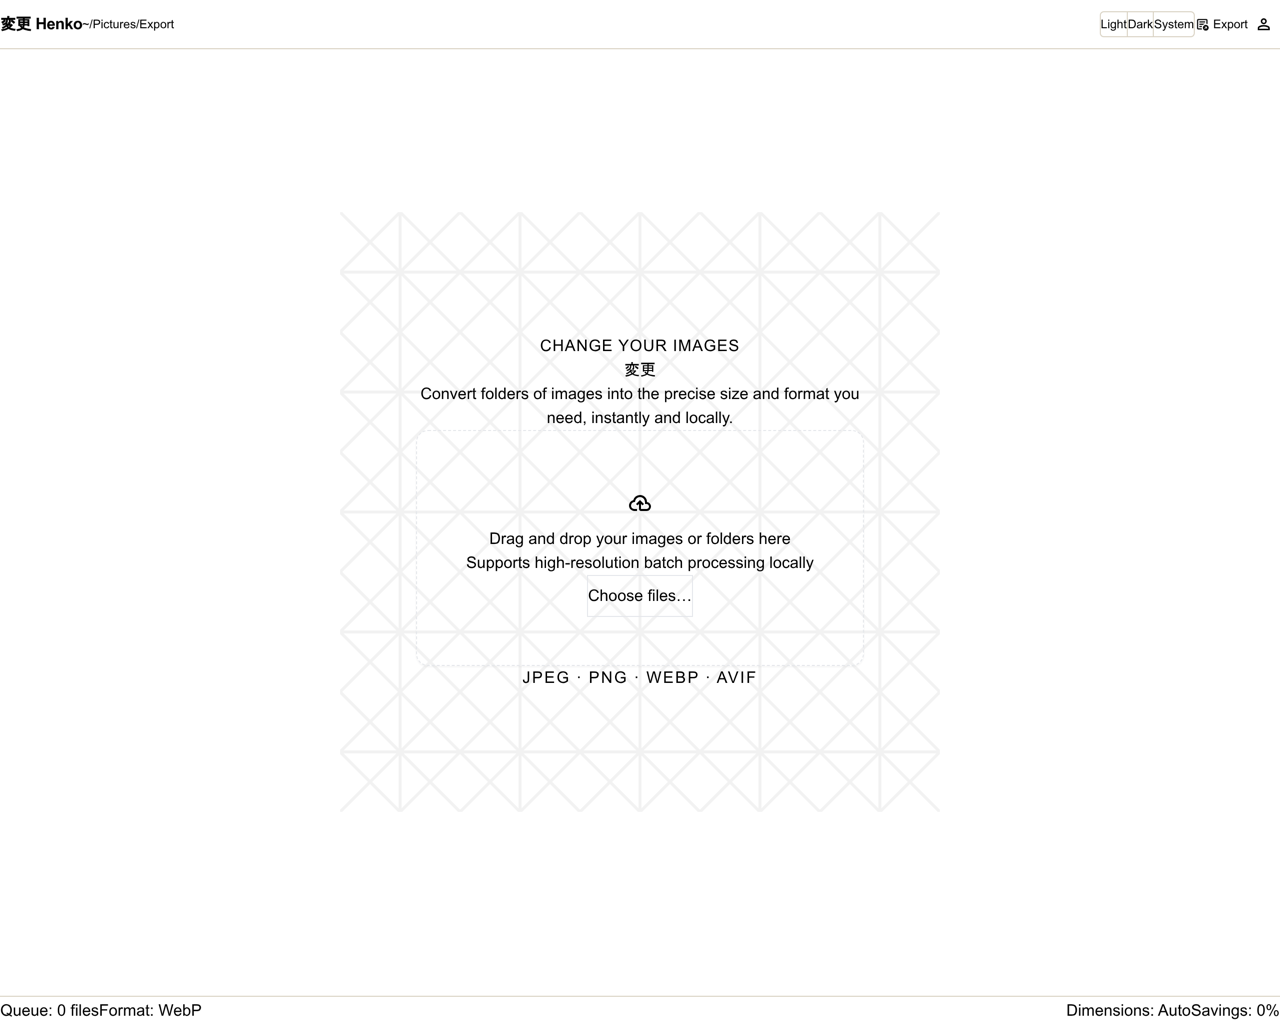 変更 Henko~/Pictures/Export
LightDarkSystem Export
CHANGE YOUR IMAGES
変更
Convert folders of images into the precise size and format you
need, instantly and locally.
Drag and drop your images or folders here
Supports high-resolution batch processing locally
Choose files…
JPEG · PNG · WEBP · AVIF
Queue: 0 filesFormat: WebP
Dimensions: AutoSavings: 0%